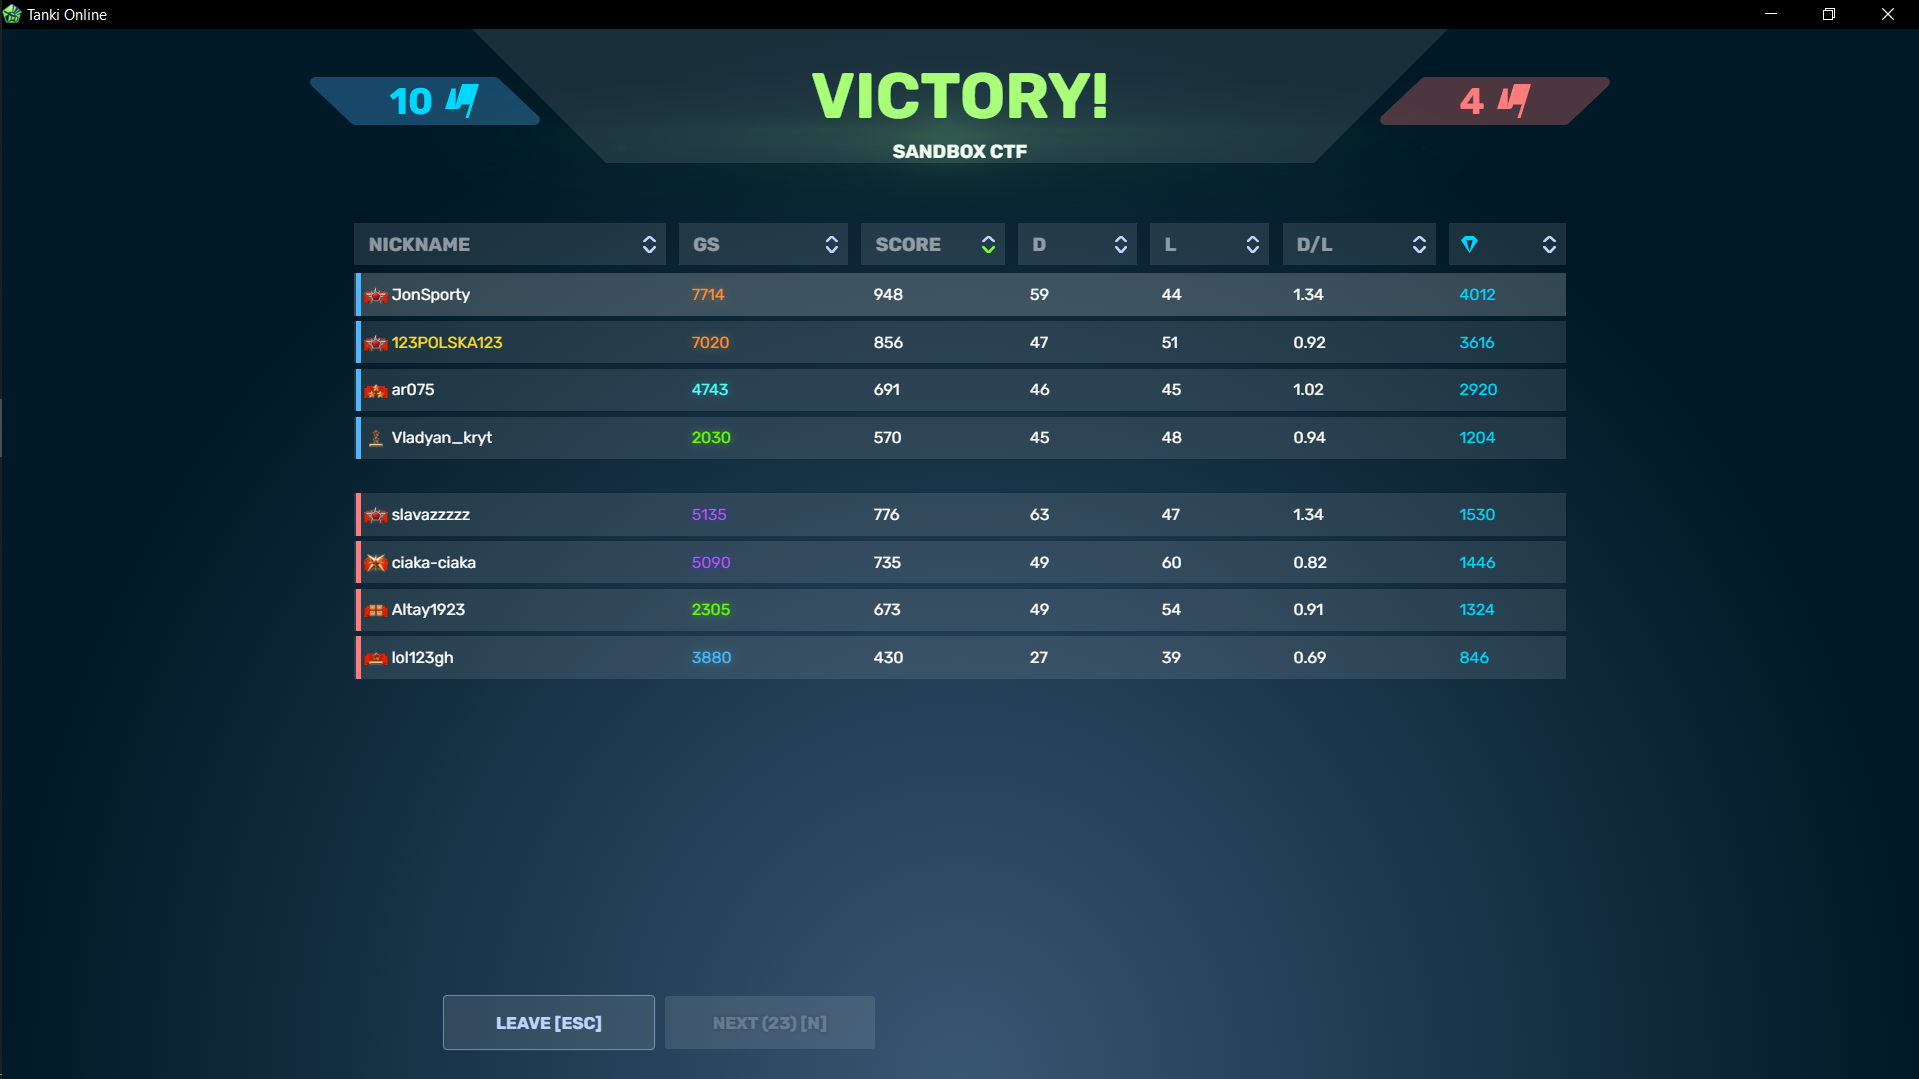 Tanki Online
10
VICTORY!
4
SANDBOX CTF
NICKNAME GS SCORE D L D/L
JonSporty 7714 948 59 44 1.34 4012
123POLSKA123 7020 856 47 51 0.92 3616
ar075 4743 691 46 45 1.02 2920
Vladyan_kryt 2030 570 45 48 0.94 1204
slavazzzzz 5135 776 63 47 1.34 1530
ciaka-ciaka 5090 735 49 60 0.82 1446
Altay1923 2305 673 49 54 0.91 1324
lol123gh 3880 430 27 39 0.69 846
LEAVE [ESC] NEXT (23) [N]